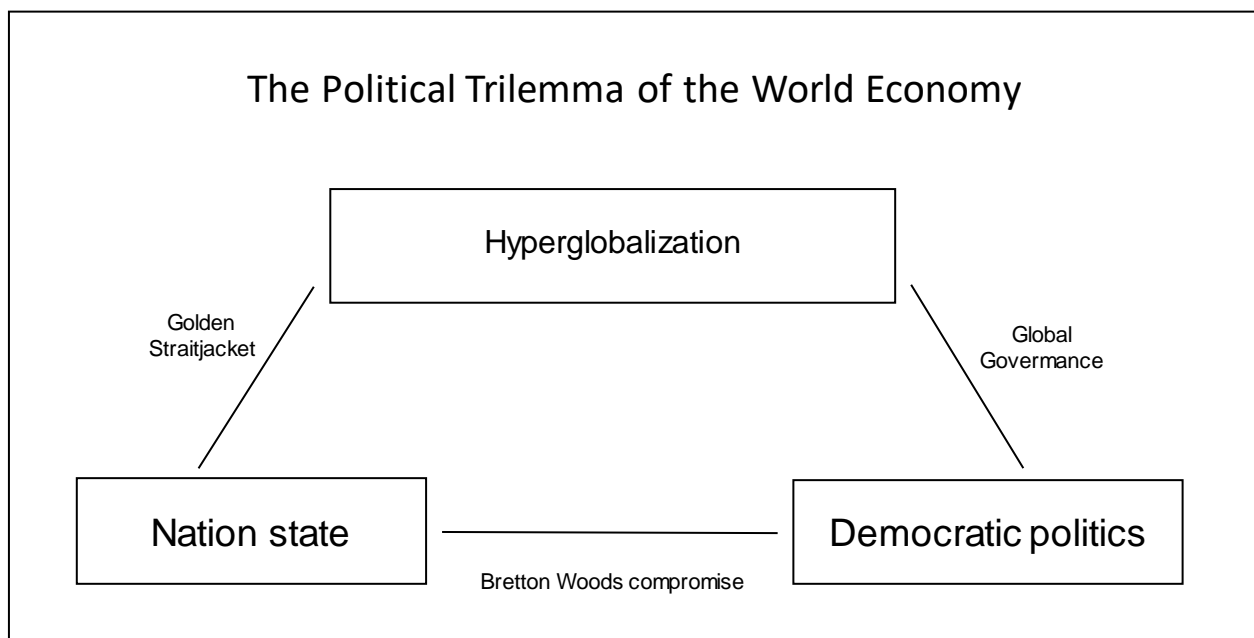 The Political Trilemma of the World Economy
Hyperglobalization
Golden
Straitjacket
Global
Govermance
Nation state
Democratic politics
Bretton Woods compromise